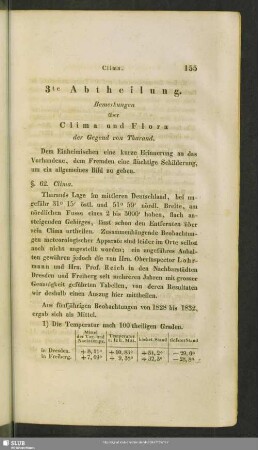 Clima. 155
3te Abtheilung.
Bemerkungen
über
Clima und Flora
der Gegend von Tharand.
Dem Einheimischen eine kurze Erinnerung an das
Vorhandene, dem Fremden eine flüchtige Schilderung,
um ein allgemeines Bild zu geben.
§. 62. Clima.
Tharands Lage im mittleren Deutschland, bei un-
gefähr 31° 15′ östl. und 51° 59′ nördl. Breite, am
nördlichen Fusse eines 2 bis 3000′ hohen, flach an-
steigenden Gebirges, lässt schon den Entfernten über
sein Clima urtheilen. Zusammenhängende Beobachtun-
gen meteorologischer Apparate sind leider im Orte selbst
noch nicht angestellt worden; ein ungefähres Anhal-
ten gewähren jedoch die von Hrn. Oberinspector Lohr-
mann und Hrn. Prof. Reich in den Nachbarstädten
Dresden und Freiberg seit mehreren Jahren mit grosser
Genauigkeit geführten Tabellen, von deren Resultaten
wir deshalb einen Auszug hier mittheilen.
Aus fünfjährigen Beobachtungen von 1828 bis 1832,
ergab sich als Mittel.
1) Die Temperatur nach 100theiligen Graden.
Mittel
höchst. Stand. tiefster Stand
in Dresden.
in Freiberg.
SLUB